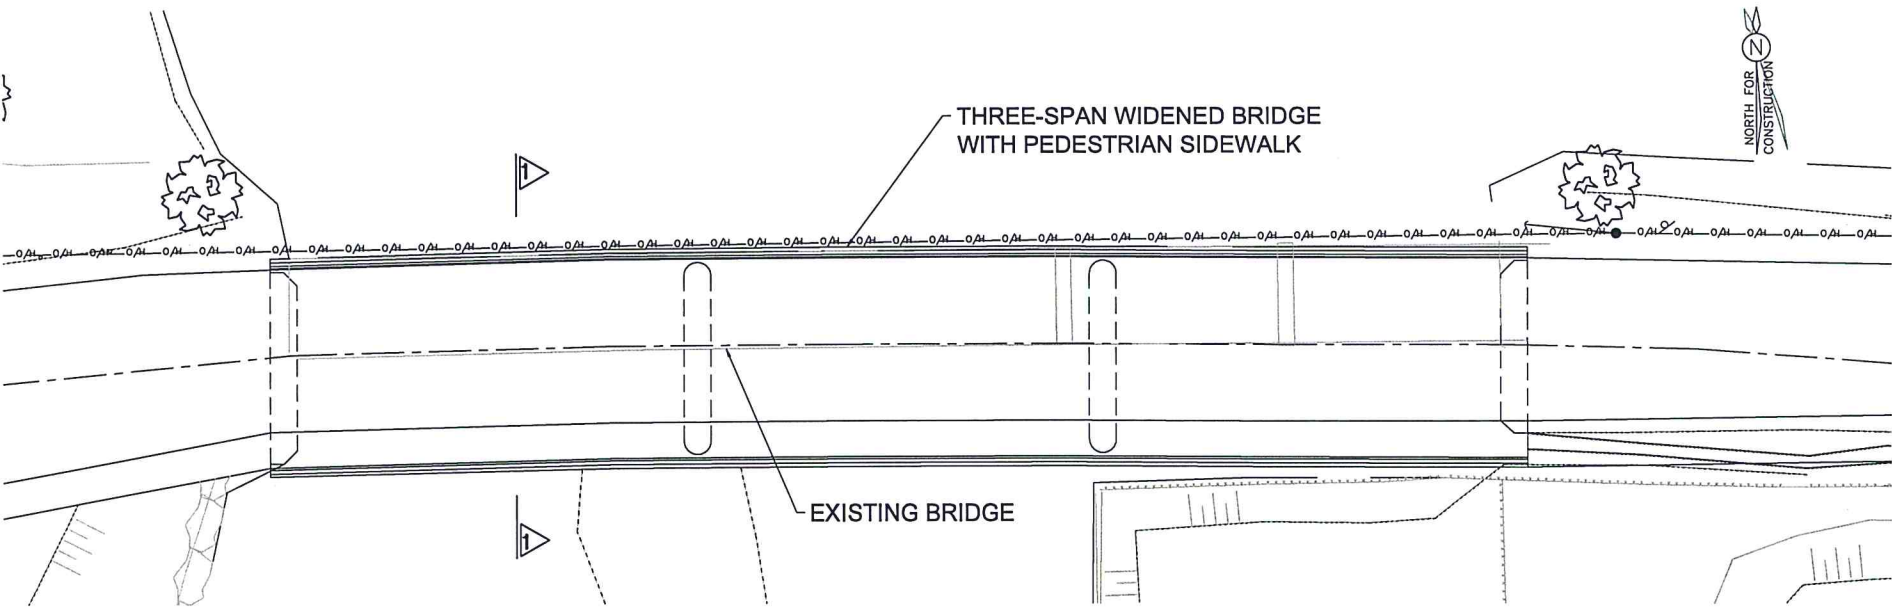 N
NORTH FOR
CONSTRUCTION
THREE-SPAN WIDENED BRIDGE
WITH PEDESTRIAN SIDEWALK
1
EXISTING BRIDGE
1